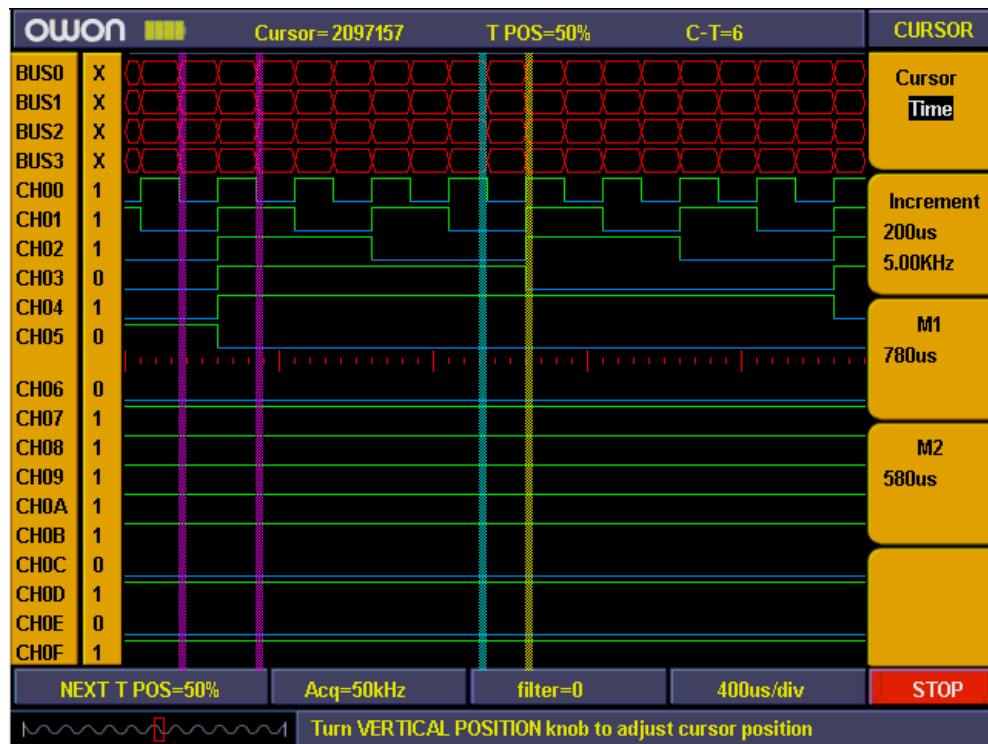 owon Cursor=2097157 T POS=50% C-T=6 CURSOR
BUS0 X
BUS1 X
BUS2 X
BUS3 X
CH00 1
CH01 1
CH02 1
CH03 0
CH04 1
CH05 0
CH06 0
CH07 1
CH08 1
CH09 1
CH0A 1
CH0B 1
CH0C 0
CH0D 1
CH0E 0
CH0F 1
Cursor
Time
Increment
200us
5.00KHz
M1
780us
M2
580us
NEXT T POS=50% Acq=50kHz filter=0 400us/div STOP
Turn VERTICAL POSITION knob to adjust cursor position